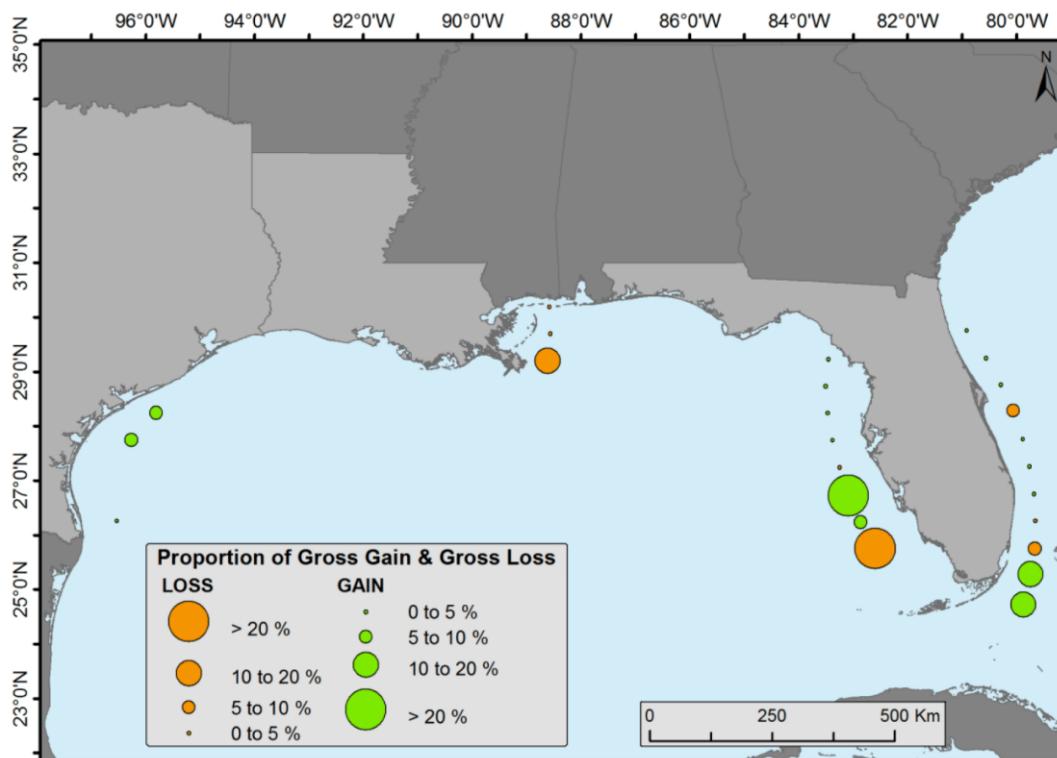 96°0'W 94°0'W 92°0'W 90°0'W 88°0'W 86°0'W 84°0'W 82°0'W 80°0'W
35°0'N
33°0'N
31°0'N
29°0'N
27°0'N
25°0'N
23°0'N
N
Proportion of Gross Gain & Gross Loss
LOSS
> 20 %
10 to 20 %
5 to 10 %
0 to 5 %
GAIN
0 to 5 %
5 to 10 %
10 to 20 %
> 20 %
0 250 500 Km